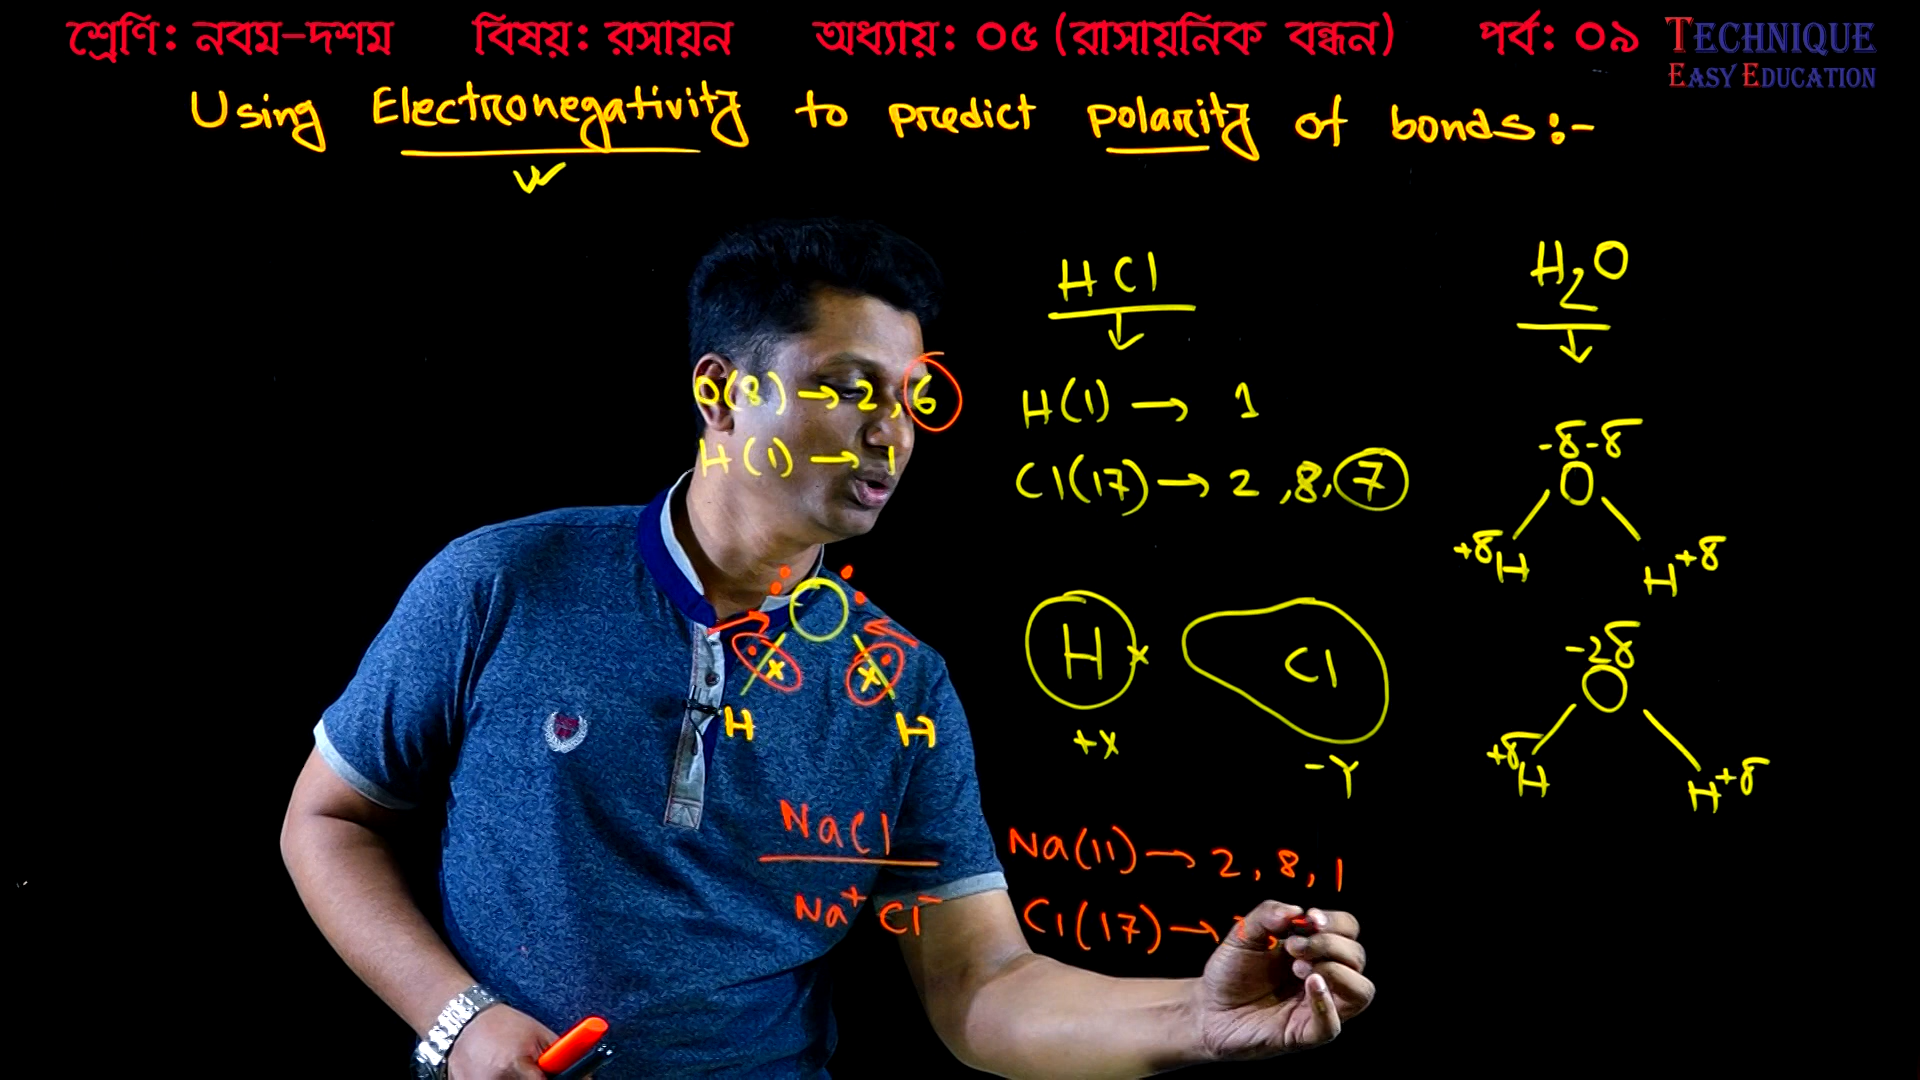 শ্রেণি: নবম-দশম বিষয়: রসায়ন অধ্যায়: ০৫ (রাসায়নিক বন্ধন) পর্ব: ০৯
TECHNIQUE
EASY EDUCATION
Using Electronegativity to predict polarity of bonds:-
HCl
H(1) → 1
Cl(17) → 2, 8, 7
H x Cl
+x -Y
H₂O
-δ -δ
O
+δ H H +δ
-2δ
O
+δ H H +δ
O(8) → 2, 6
H(1) → 1
x x
H H
NaCl
Na⁺ Cl⁻
Na(11) → 2, 8, 1
Cl(17) →